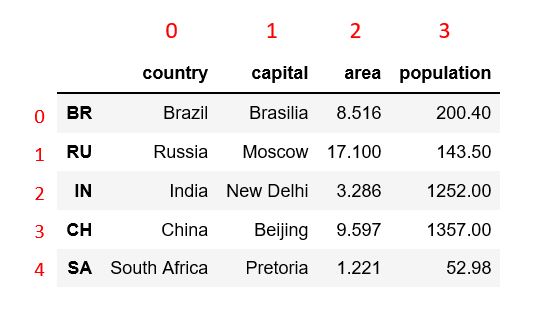 0 1 2 3
country capital area population
0 BR Brazil Brasilia 8.516 200.40
1 RU Russia Moscow 17.100 143.50
2 IN India New Delhi 3.286 1252.00
3 CH China Beijing 9.597 1357.00
4 SA South Africa Pretoria 1.221 52.98